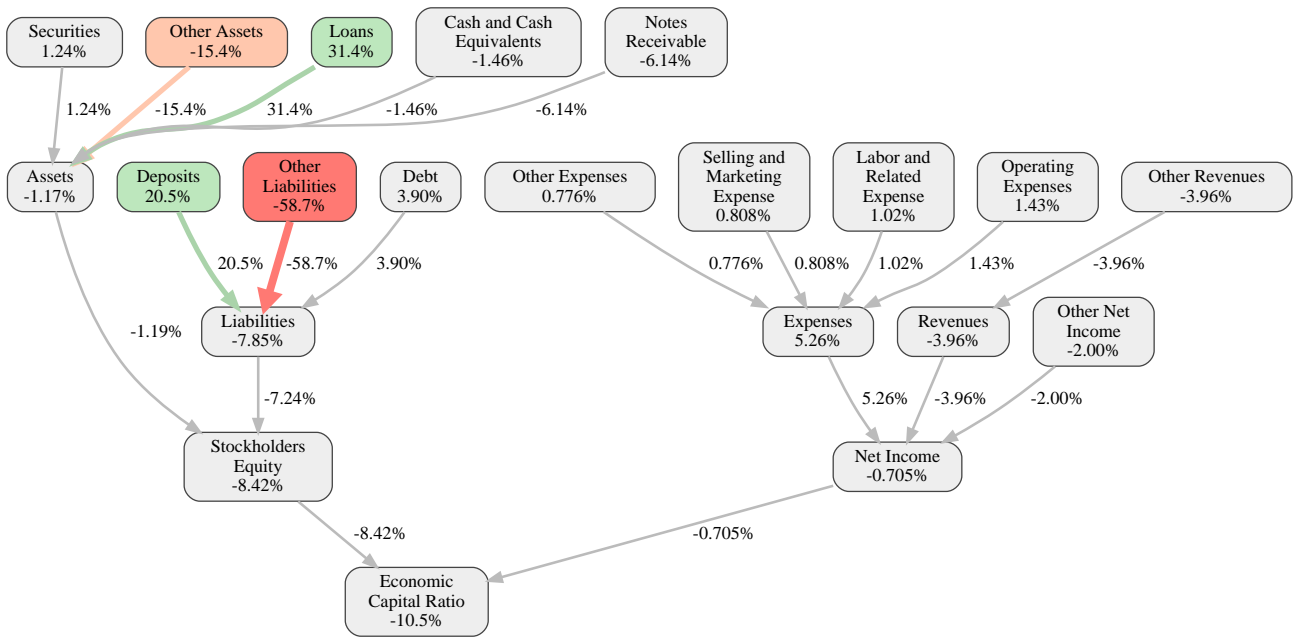 Securities
1.24%
Other Assets
-15.4%
Loans
31.4%
Cash and Cash
Equivalents
-1.46%
Notes
Receivable
-6.14%
1.24%
-15.4%
31.4%
-1.46%
-6.14%
Assets
-1.17%
Deposits
20.5%
Other
Liabilities
-58.7%
Debt
3.90%
Other Expenses
0.776%
Selling and
Marketing
Expense
0.808%
Labor and
Related
Expense
1.02%
Operating
Expenses
1.43%
Other Revenues
-3.96%
20.5%
-58.7%
3.90%
0.776%
0.808%
1.02%
1.43%
-3.96%
-1.19%
Liabilities
-7.85%
Expenses
5.26%
Revenues
-3.96%
Other Net
Income
-2.00%
-7.24%
5.26%
-3.96%
-2.00%
Stockholders
Equity
-8.42%
Net Income
-0.705%
-8.42%
-0.705%
Economic
Capital Ratio
-10.5%